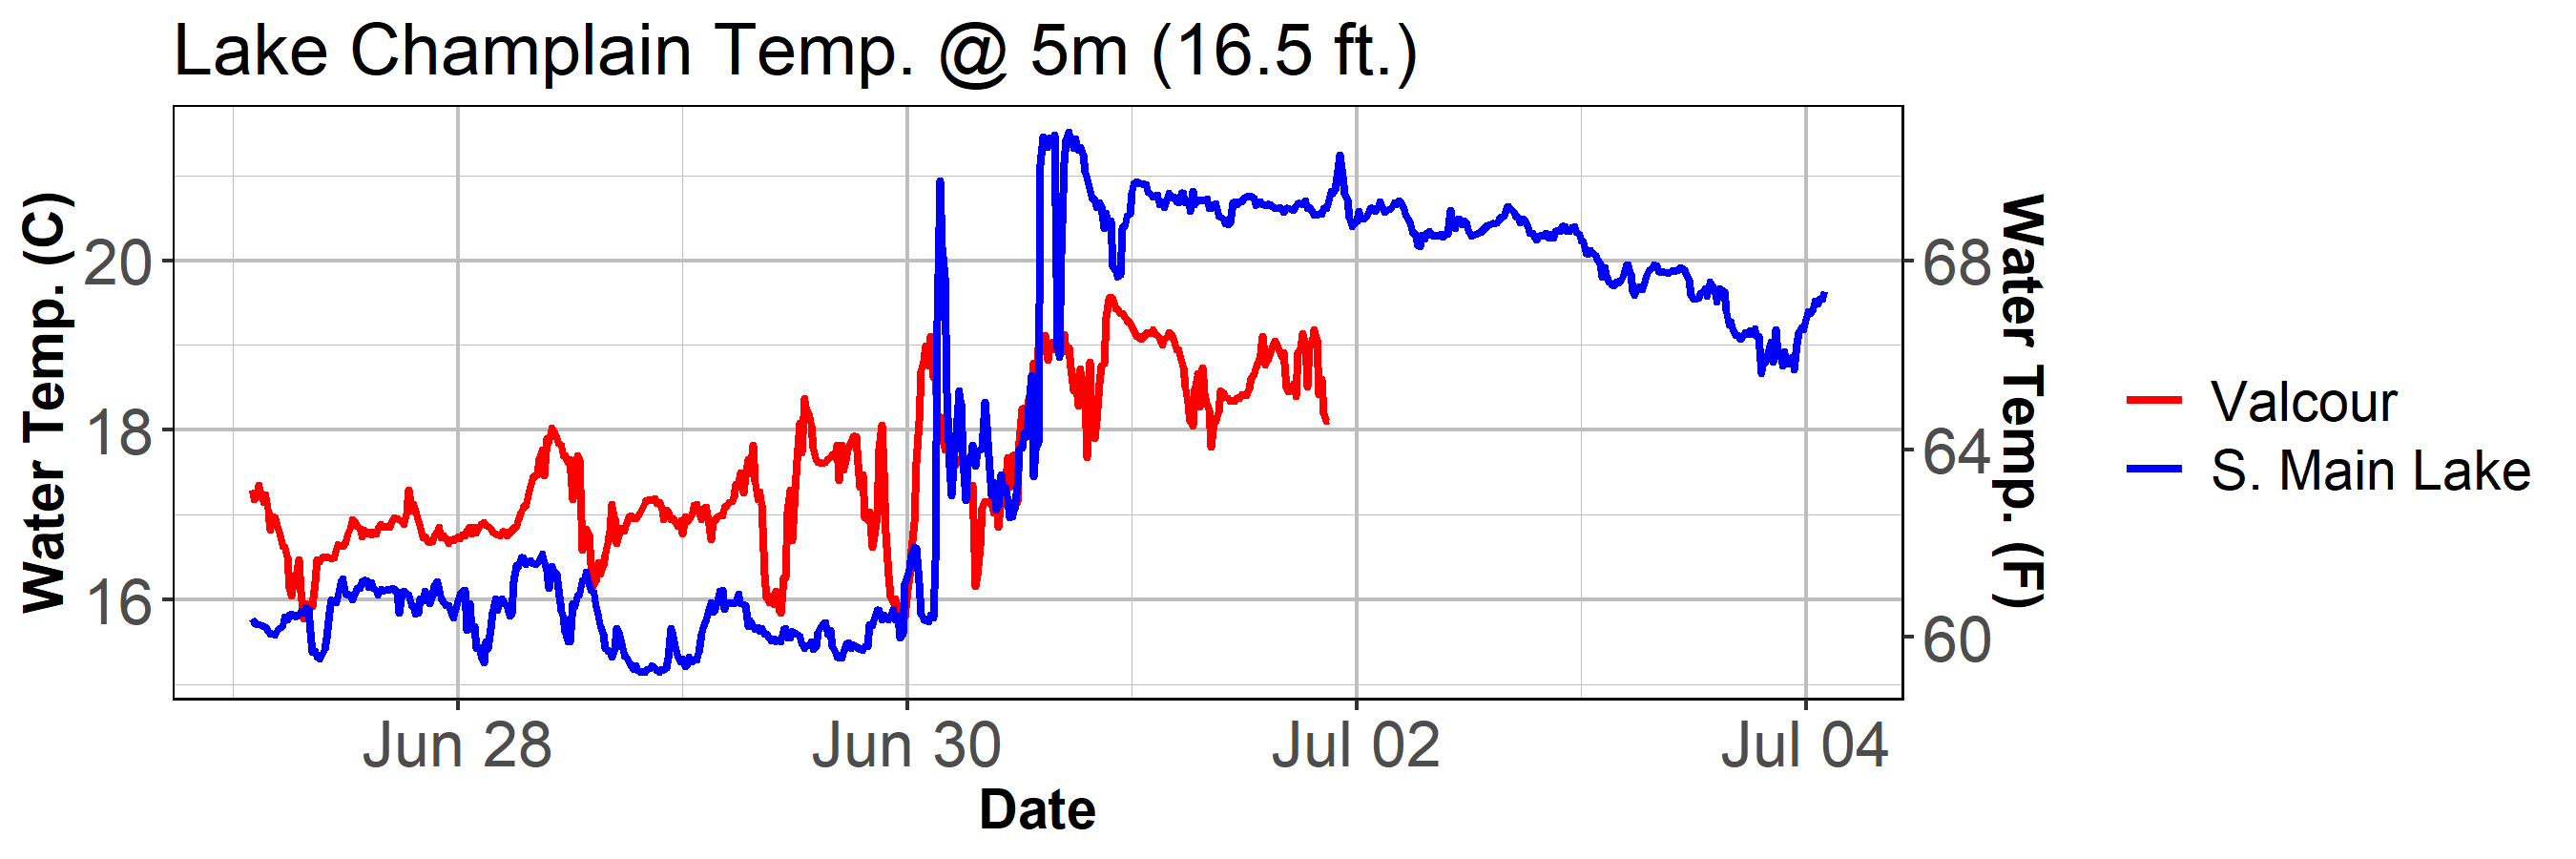 Lake Champlain Temp. @ 5m (16.5 ft.)
Water Temp. (C)
20
18
16
Water Temp. (F)
68
64
60
Jun 28
Jun 30
Jul 02
Jul 04
Date
Valcour
S. Main Lake